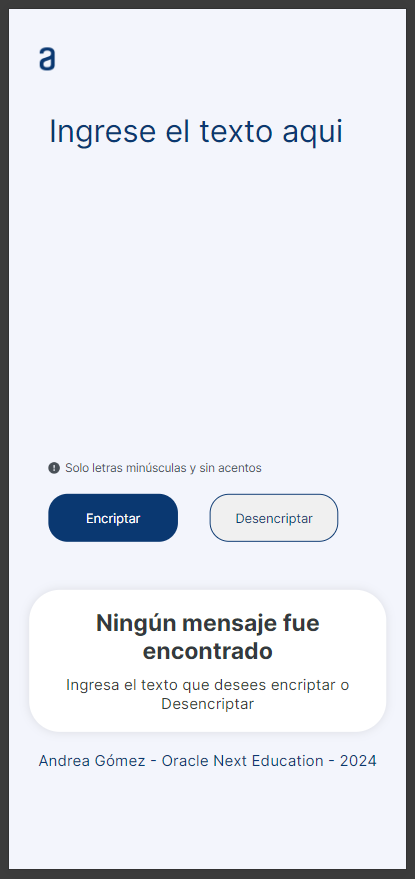 a
Ingrese el texto aqui
Solo letras minúsculas y sin acentos
Encriptar
Desencriptar
Ningún mensaje fue
encontrado
Ingresa el texto que desees encriptar o
Desencriptar
Andrea Gómez - Oracle Next Education - 2024